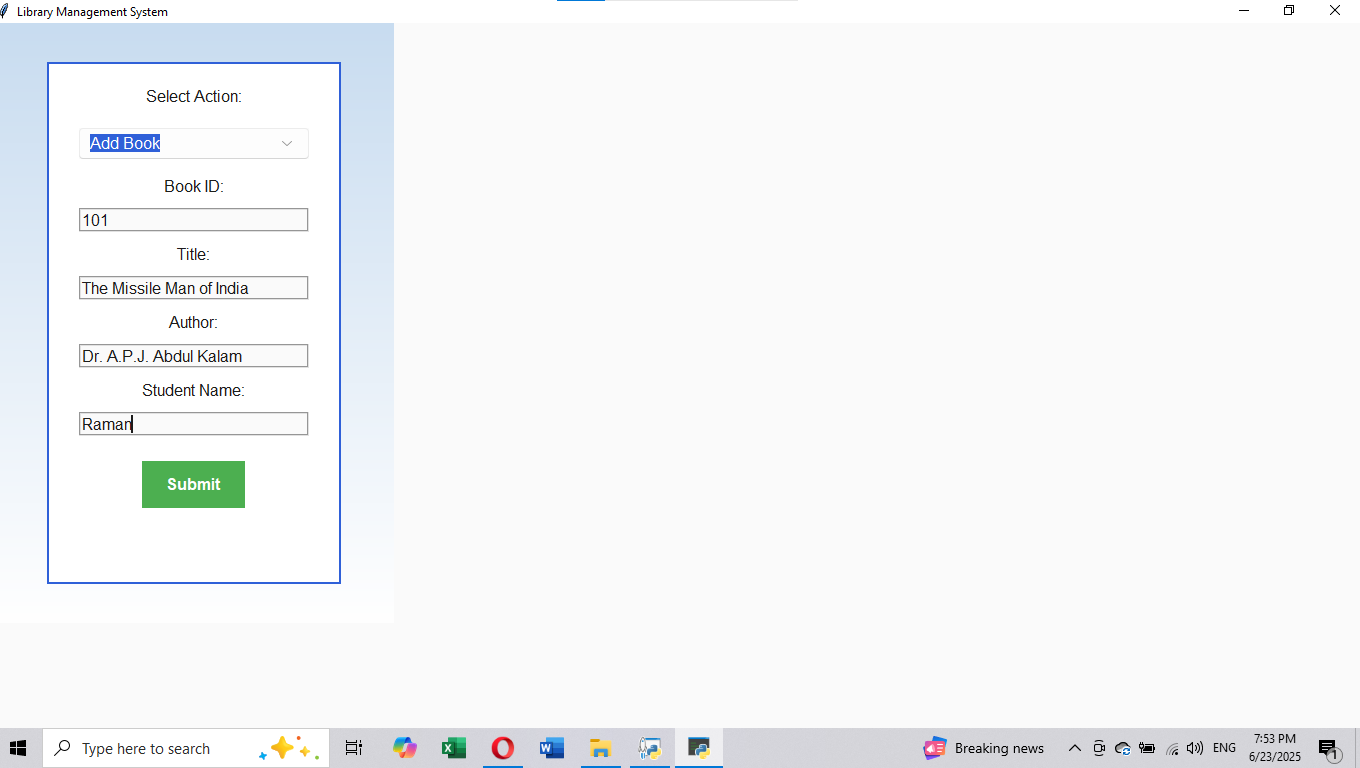 Library Management System
Select Action:
Add Book
Book ID:
101
Title:
The Missile Man of India
Author:
Dr. A.P.J. Abdul Kalam
Student Name:
Raman
Submit
Type here to search
Breaking news
ENG
7:53 PM
6/23/2025
1